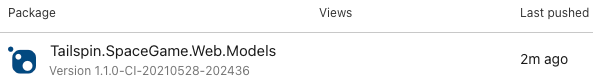 Package Views Last pushed
Tailspin.SpaceGame.Web.Models 2m ago
Version 1.1.0-CI-20210528-202436